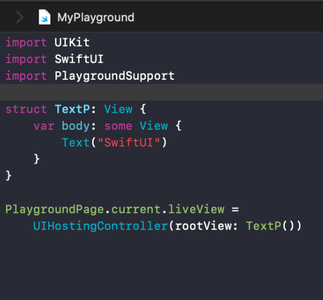 MyPlayground
import UIKit
import SwiftUI
import PlaygroundSupport
struct TextP: View {
    var body: some View {
        Text("SwiftUI")
    }
}
PlaygroundPage.current.liveView =
    UIHostingController(rootView: TextP())